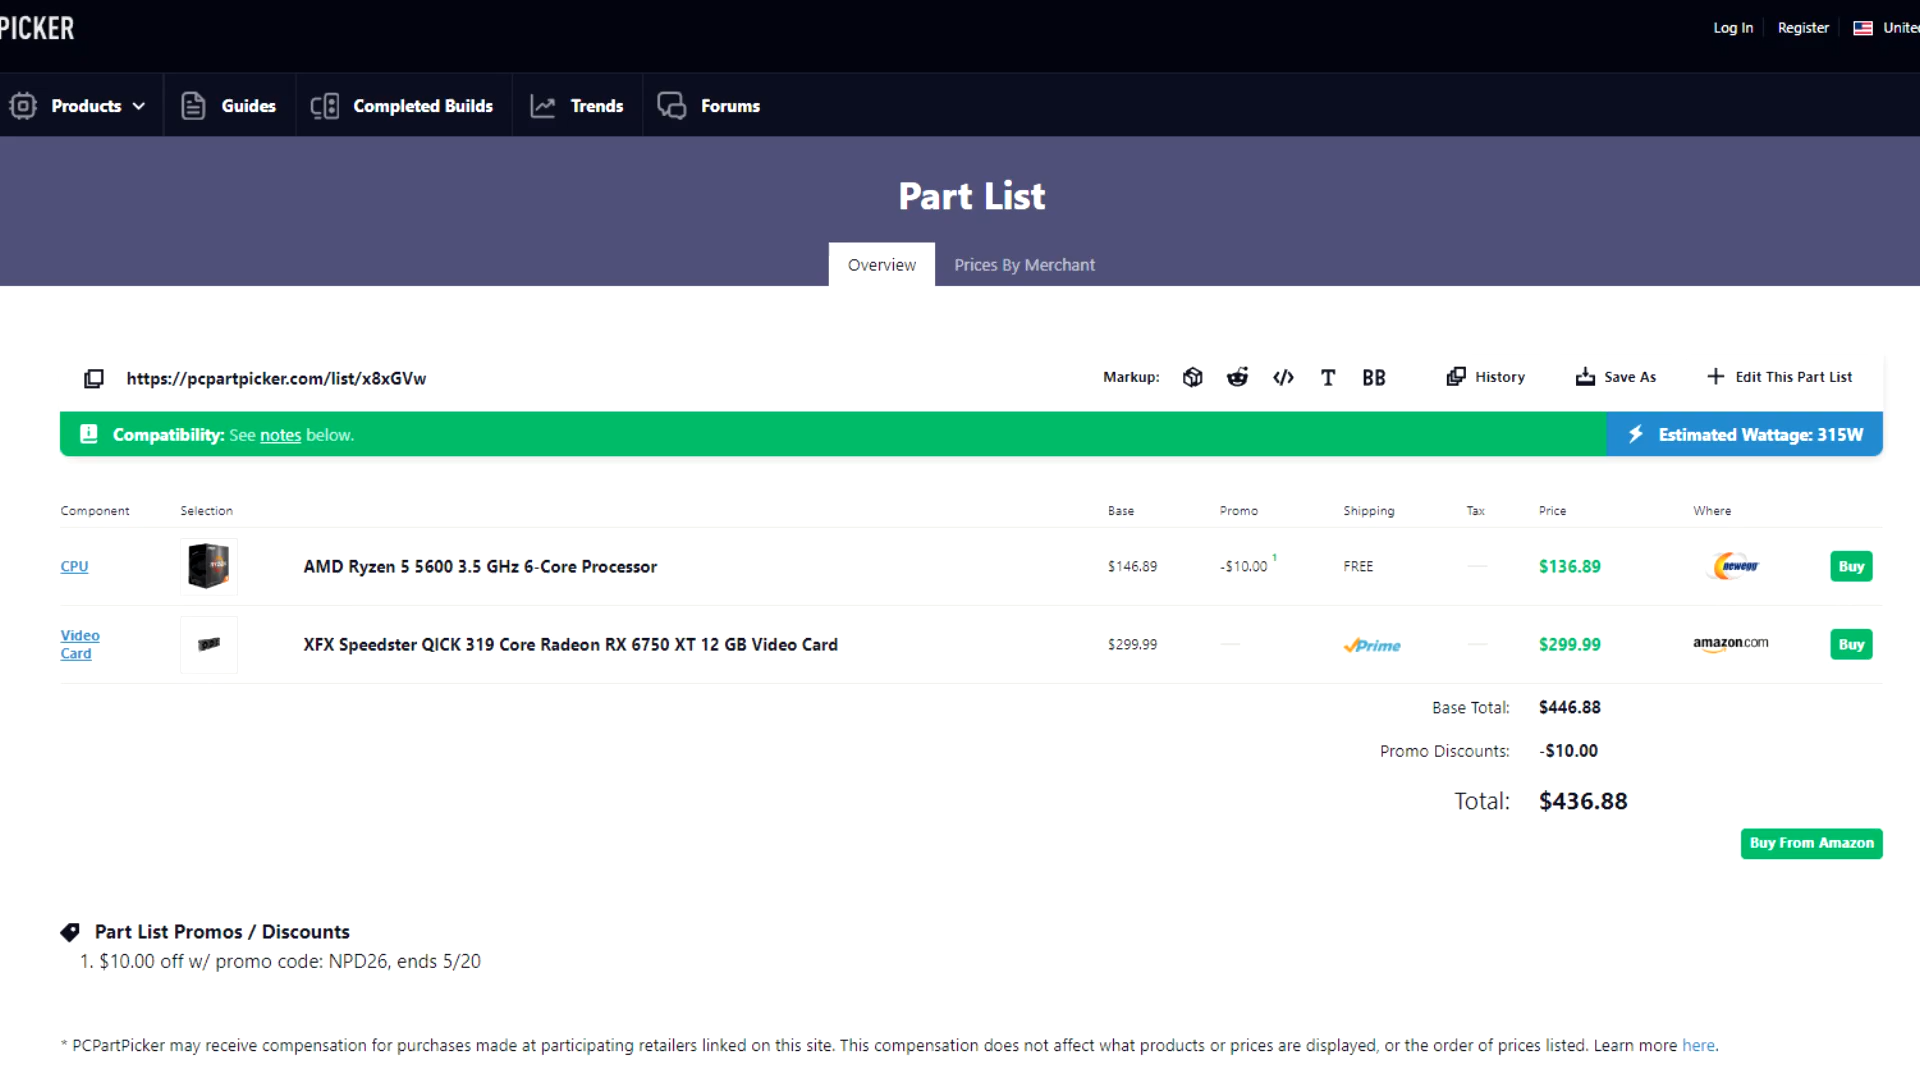 PICKER
Log In Register
Products Guides Completed Builds Trends Forums
Part List
Overview Prices By Merchant
https://pcpartpicker.com/list/x8xGVw Markup: T BB History Save As Edit This Part List
Compatibility: See notes below. Estimated Wattage: 315W
Component Selection Base Promo Shipping Tax Price Where
CPU AMD Ryzen 5 5600 3.5 GHz 6-Core Processor $146.89 -$10.00 1 FREE — $136.89 newegg Buy
Video Card XFX Speedster QICK 319 Core Radeon RX 6750 XT 12 GB Video Card $299.99 — Prime — $299.99 amazon.com Buy
Base Total: $446.88
Promo Discounts: -$10.00
Total: $436.88
Buy From Amazon
Part List Promos / Discounts
1. $10.00 off w/ promo code: NPD26, ends 5/20
* PCPartPicker may receive compensation for purchases made at participating retailers linked on this site. This compensation does not affect what products or prices are displayed, or the order of prices listed. Learn more here.